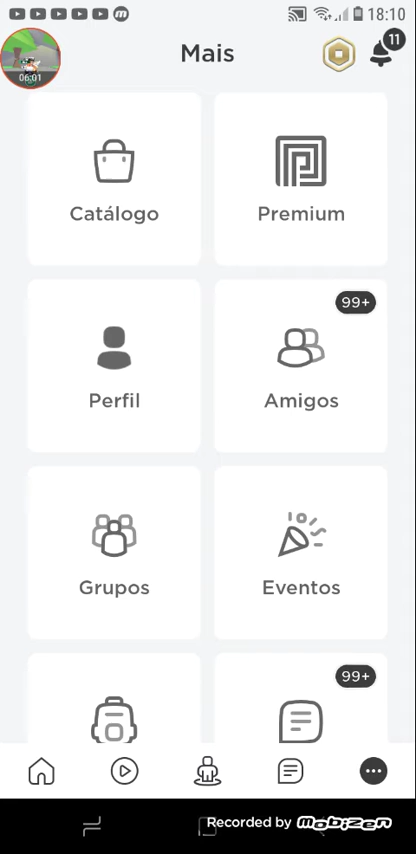 18:10
06:01
Mais
11
Catálogo
Premium
Perfil
99+
Amigos
Grupos
Eventos
99+
Recorded by Mobizen